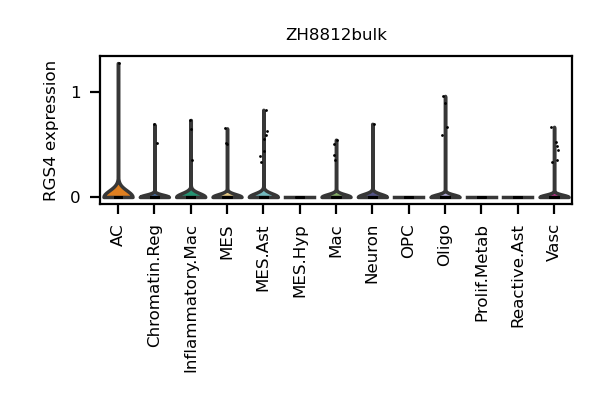 ZH8812bulk
RGS4 expression
1
0
AC
Chromatin.Reg
Inflammatory.Mac
MES
MES.Ast
MES.Hyp
Mac
Neuron
OPC
Oligo
Prolif.Metab
Reactive.Ast
Vasc